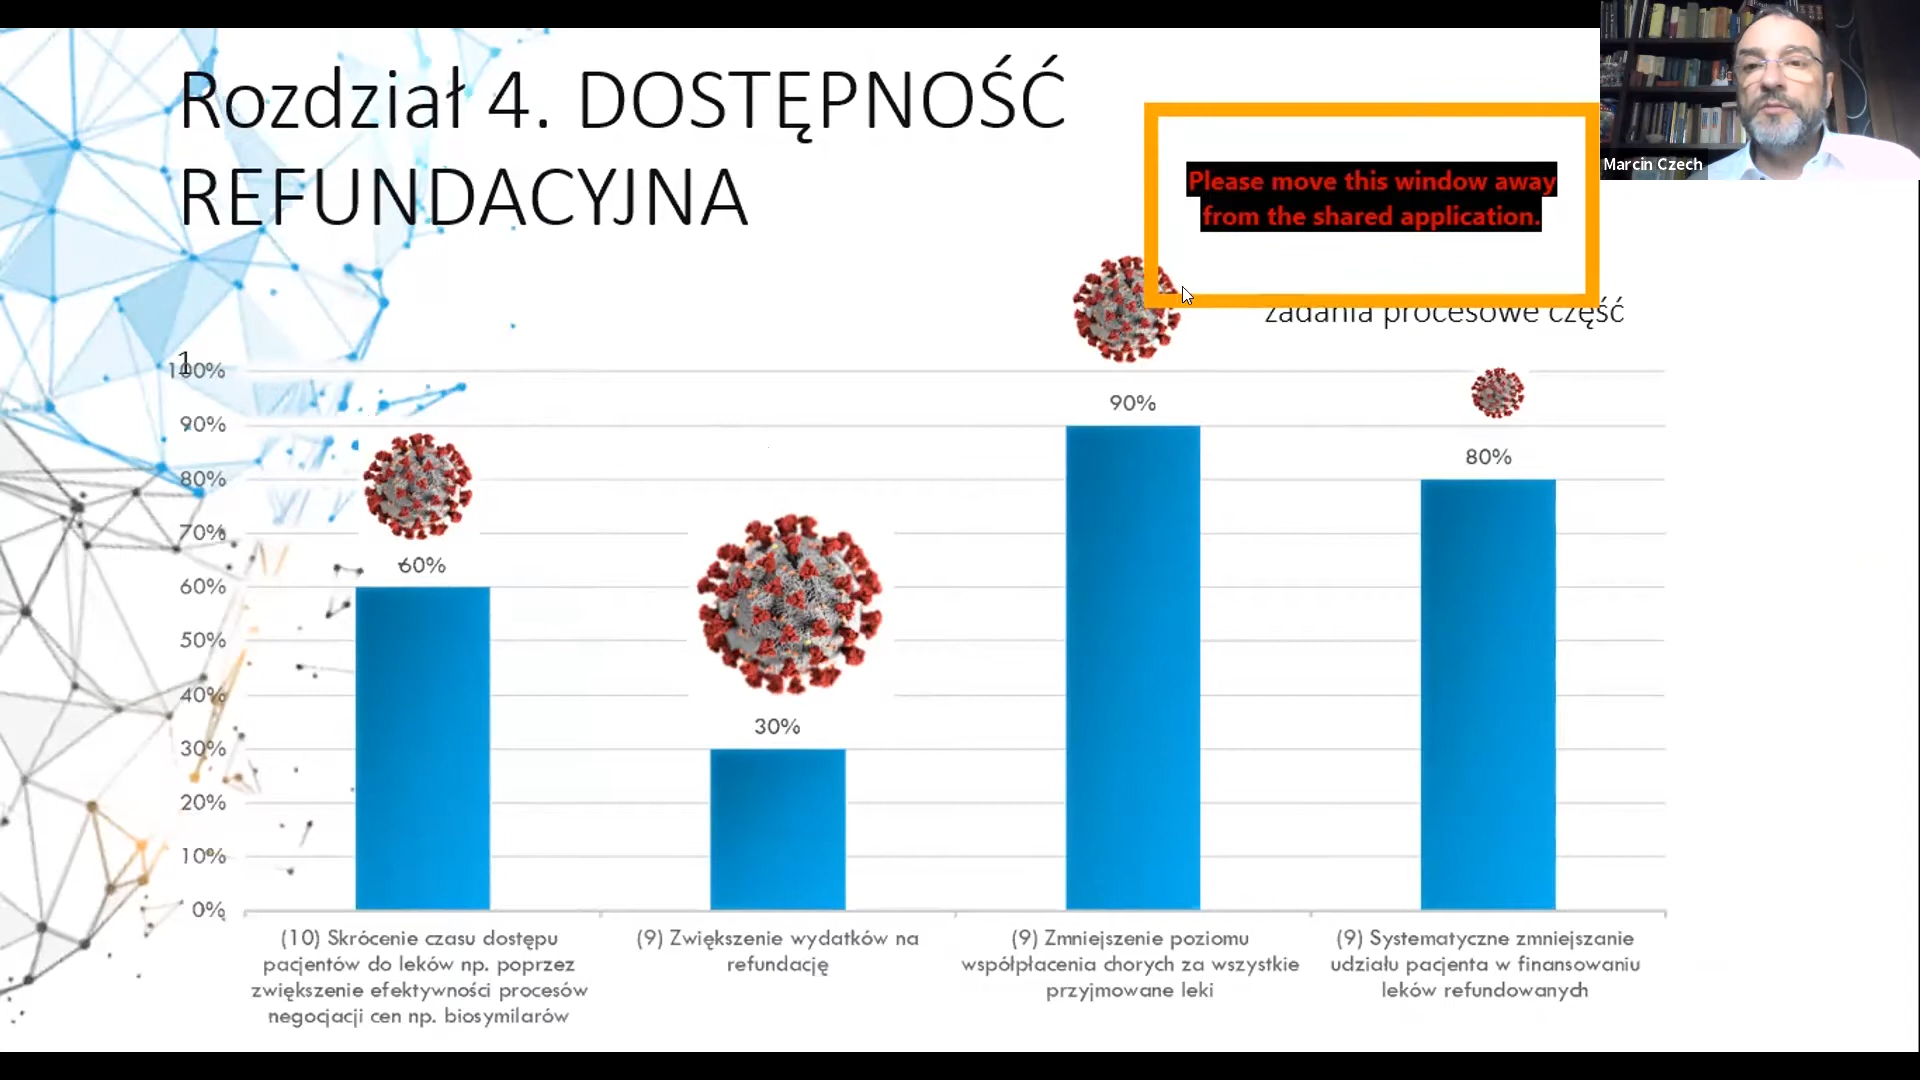 Rozdział 4. DOSTĘPNOŚĆ
REFUNDACYJNA
Please move this window away
from the shared application.
Marcin Czech
zadania procesowe część
1
100%
90%
80%
70%
60%
50%
40%
30%
20%
10%
0%
60%
30%
90%
80%
(10) Skrócenie czasu dostępu
pacjentów do leków np. poprzez
zwiększenie efektywności procesów
negocjacji cen np. biosymilarów
(9) Zwiększenie wydatków na
refundację
(9) Zmniejszenie poziomu
współpłacenia chorych za wszystkie
przyjmowane leki
(9) Systematyczne zmniejszanie
udziału pacjenta w finansowaniu
leków refundowanych